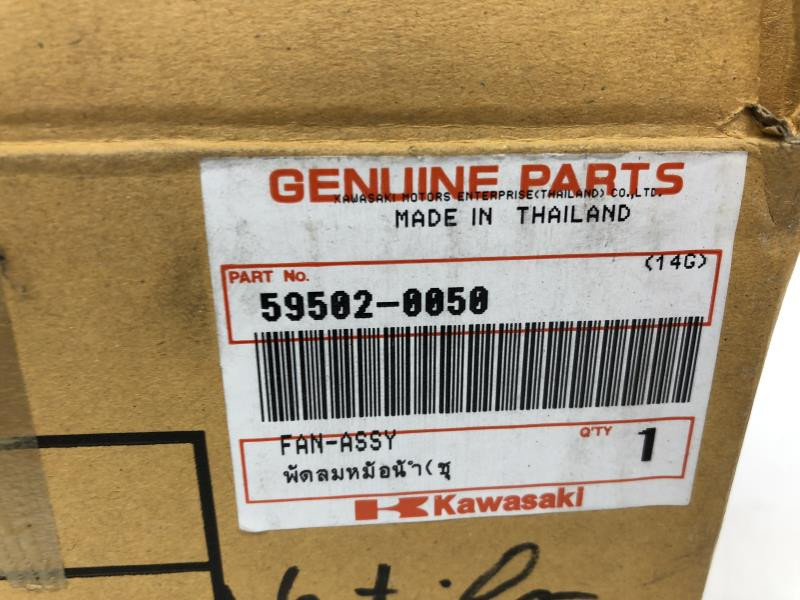 GENUINE PARTS
KAWASAKI MOTORS ENTERPRISE(THAILAND) CO.,LTD.
MADE IN THAILAND
(14G)
PART No.
59502-0050
FAN-ASSY
Q'TY 1
พัดลมหม้อน้ำ(ชุ
Kawasaki